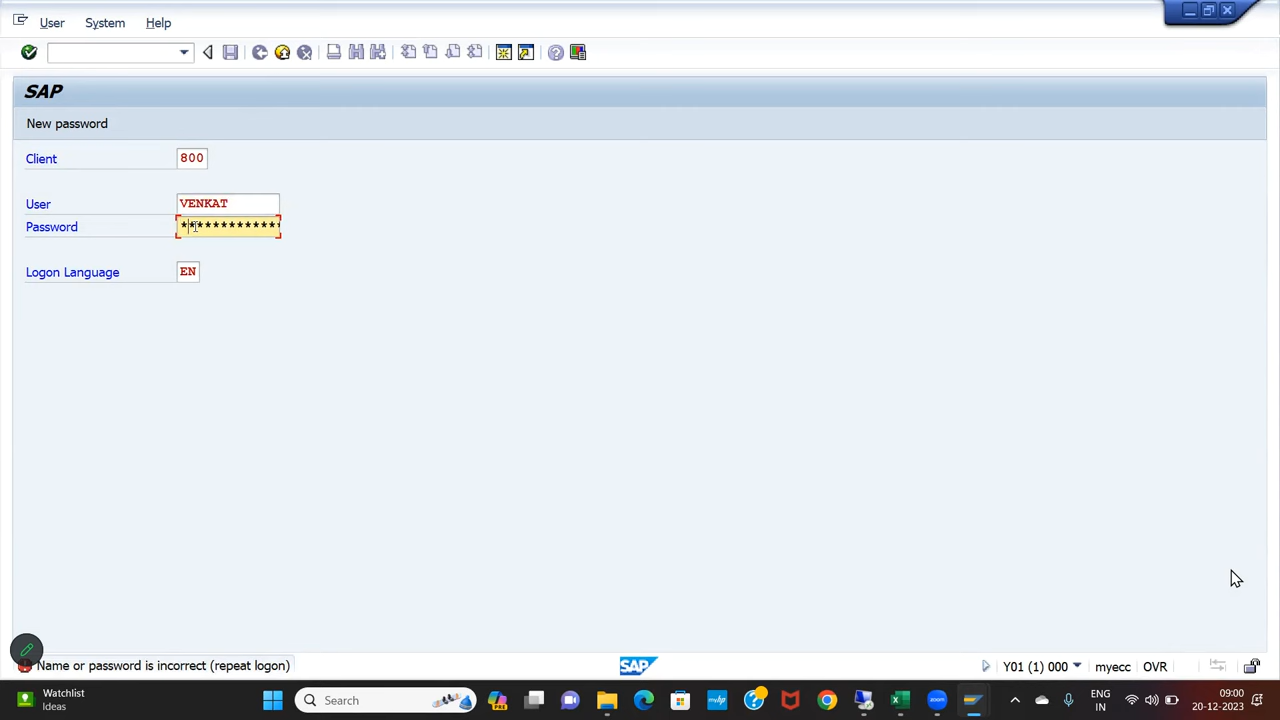 User System Help
SAP
New password
Client 800
User VENKAT
Password *************
Logon Language EN
Name or password is incorrect (repeat logon)
SAP
Y01 (1) 000 myecc OVR
Watchlist
Ideas
Search
ENG
IN
09:00
20-12-2023